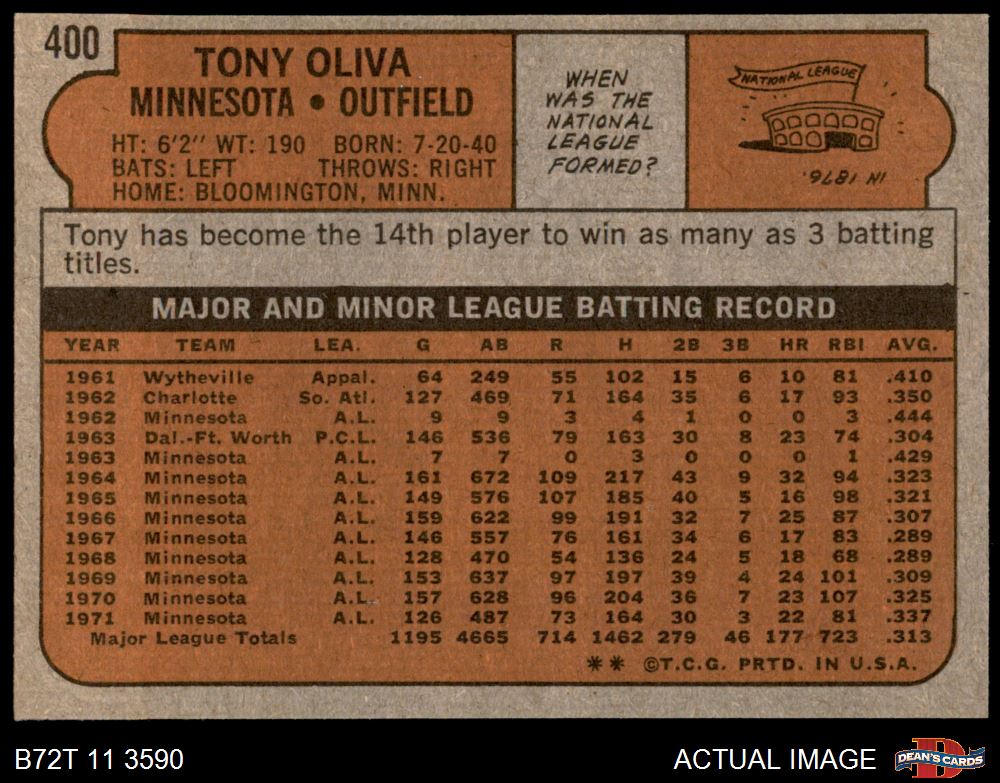 400
TONY OLIVA
MINNESOTA • OUTFIELD
HT: 6'2" WT: 190 BORN: 7-20-40
BATS: LEFT THROWS: RIGHT
HOME: BLOOMINGTON, MINN.
WHEN
WAS THE
NATIONAL
LEAGUE
FORMED?
NATIONAL LEAGUE
IN 1876.
Tony has become the 14th player to win as many as 3 batting
titles.
MAJOR AND MINOR LEAGUE BATTING RECORD
YEAR TEAM LEA. G AB R H 2B 3B HR RBI AVG.
1961 Wytheville Appal. 64 249 55 102 15 6 10 81 .410
1962 Charlotte So. Atl. 127 469 71 164 35 6 17 93 .350
1962 Minnesota A.L. 9 9 3 4 1 0 0 3 .444
1963 Dal.-Ft. Worth P.C.L. 146 536 79 163 30 8 23 74 .304
1963 Minnesota A.L. 7 7 0 3 0 0 0 1 .429
1964 Minnesota A.L. 161 672 109 217 43 9 32 94 .323
1965 Minnesota A.L. 149 576 107 185 40 5 16 98 .321
1966 Minnesota A.L. 159 622 99 191 32 7 25 87 .307
1967 Minnesota A.L. 146 557 76 161 34 6 17 83 .289
1968 Minnesota A.L. 128 470 54 136 24 5 18 68 .289
1969 Minnesota A.L. 153 637 97 197 39 4 24 101 .309
1970 Minnesota A.L. 157 628 96 204 36 7 23 107 .325
1971 Minnesota A.L. 126 487 73 164 30 3 22 81 .337
Major League Totals 1195 4665 714 1462 279 46 177 723 .313
** ©T.C.G. PRTD. IN U.S.A.
B72T 11 3590
ACTUAL IMAGE
D
DEAN'S CARDS